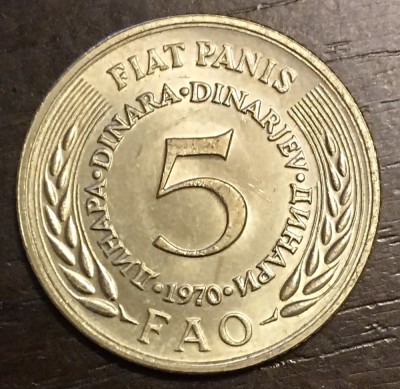 FIAT PANIS
ДИНАРА·DINARA·DINARJEV·ДИНАРИ
5
·1970·
FAO